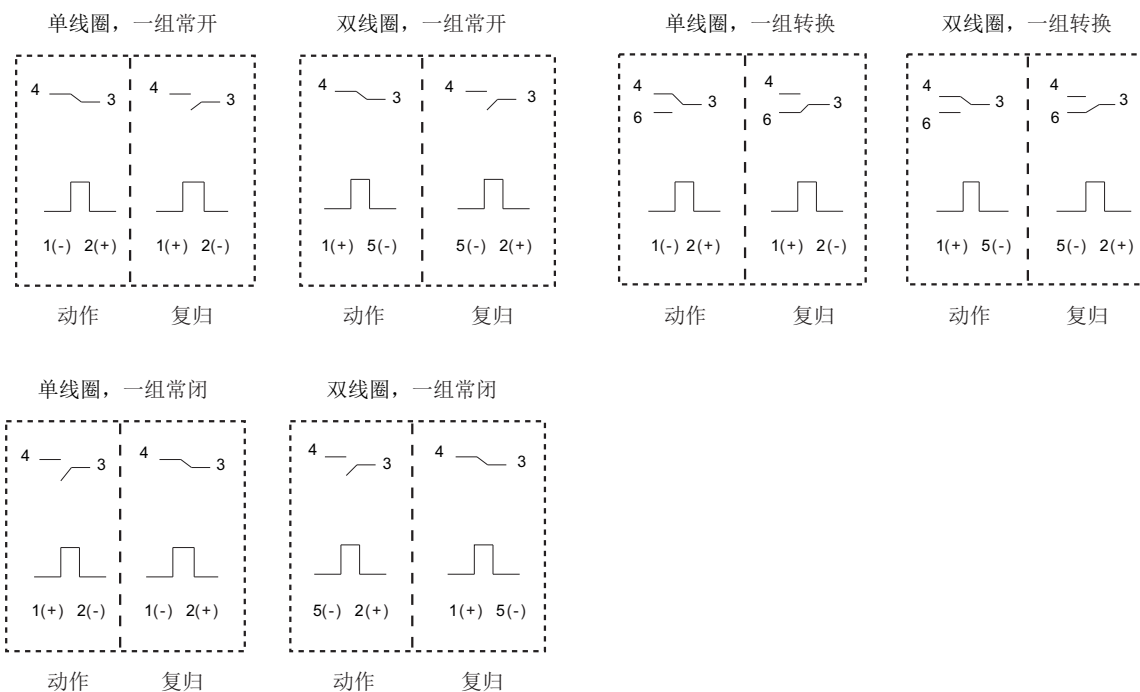 单线圈，一组常开
4 3 4 3
1(-) 2(+) 1(+) 2(-)
动作 复归
双线圈，一组常开
4 3 4 3
1(+) 5(-) 5(-) 2(+)
动作 复归
单线圈，一组转换
4 3 4 3
6 6
1(-) 2(+) 1(+) 2(-)
动作 复归
双线圈，一组转换
4 3 4 3
6 6
1(+) 5(-) 5(-) 2(+)
动作 复归
单线圈，一组常闭
4 3 4 3
1(+) 2(-) 1(-) 2(+)
动作 复归
双线圈，一组常闭
4 3 4 3
5(-) 2(+) 1(+) 5(-)
动作 复归